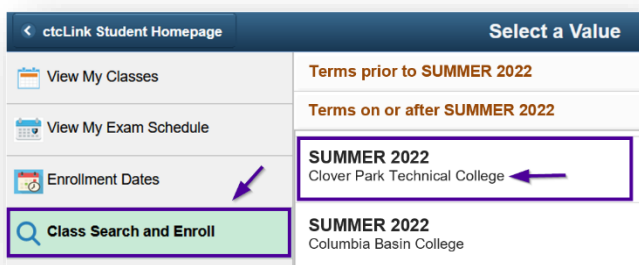 ctcLink Student Homepage
Select a Value
View My Classes
View My Exam Schedule
Enrollment Dates
Class Search and Enroll
Terms prior to SUMMER 2022
Terms on or after SUMMER 2022
SUMMER 2022
Clover Park Technical College
SUMMER 2022
Columbia Basin College